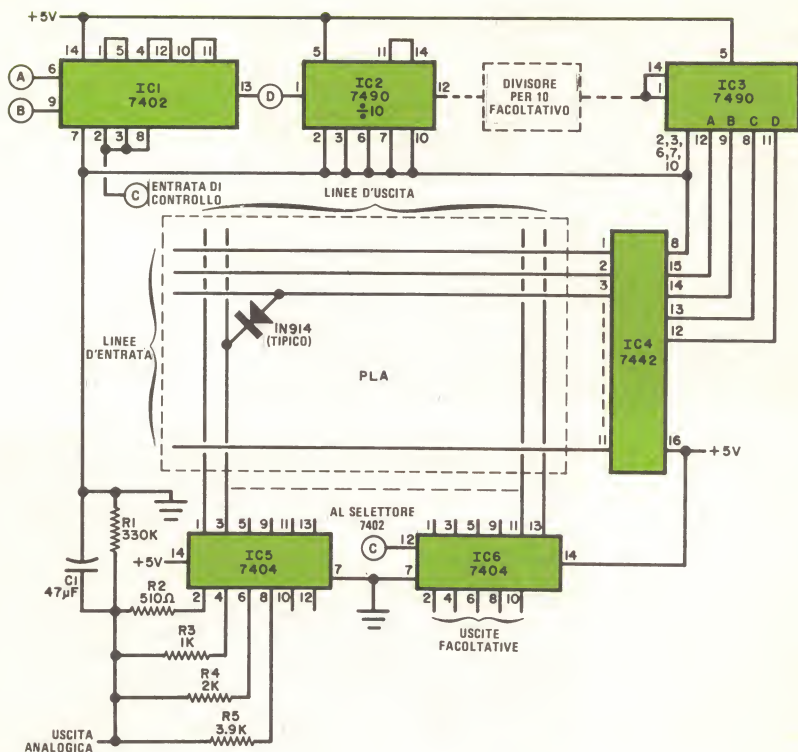 +5V
14 1 5 4 12 10 11
5 11 14
5
A 6
IC1
7402
13 D 1
IC2
7490
÷10
12
DIVISORE
PER 10
FACOLTATIVO
14
1
IC3
7490
A B C D
B 9
7 2 3 8
2 3 6 7 10
2, 3,
6, 7,
10
12 9 8 11
C ENTRATA DI
CONTROLLO
LINEE D'USCITA
1 8
2 15
3 14
13
12
IN914
(TIPICO)
LINEE
D'ENTRATA
PLA
IC4
7442
11 16
+5V
R1
330K
C1
47µF
AL SELETTORE
7402
C
1 3 5 9 11 13
+5V 14
IC5
7404
7
2 4 6 8 10 12
1 3 5 9 11 13
12
7
IC6
7404
14
2 4 6 8 10
USCITE
FACOLTATIVE
R2
510Ω
R3
1K
R4
2K
R5
3.9K
USCITA
ANALOGICA